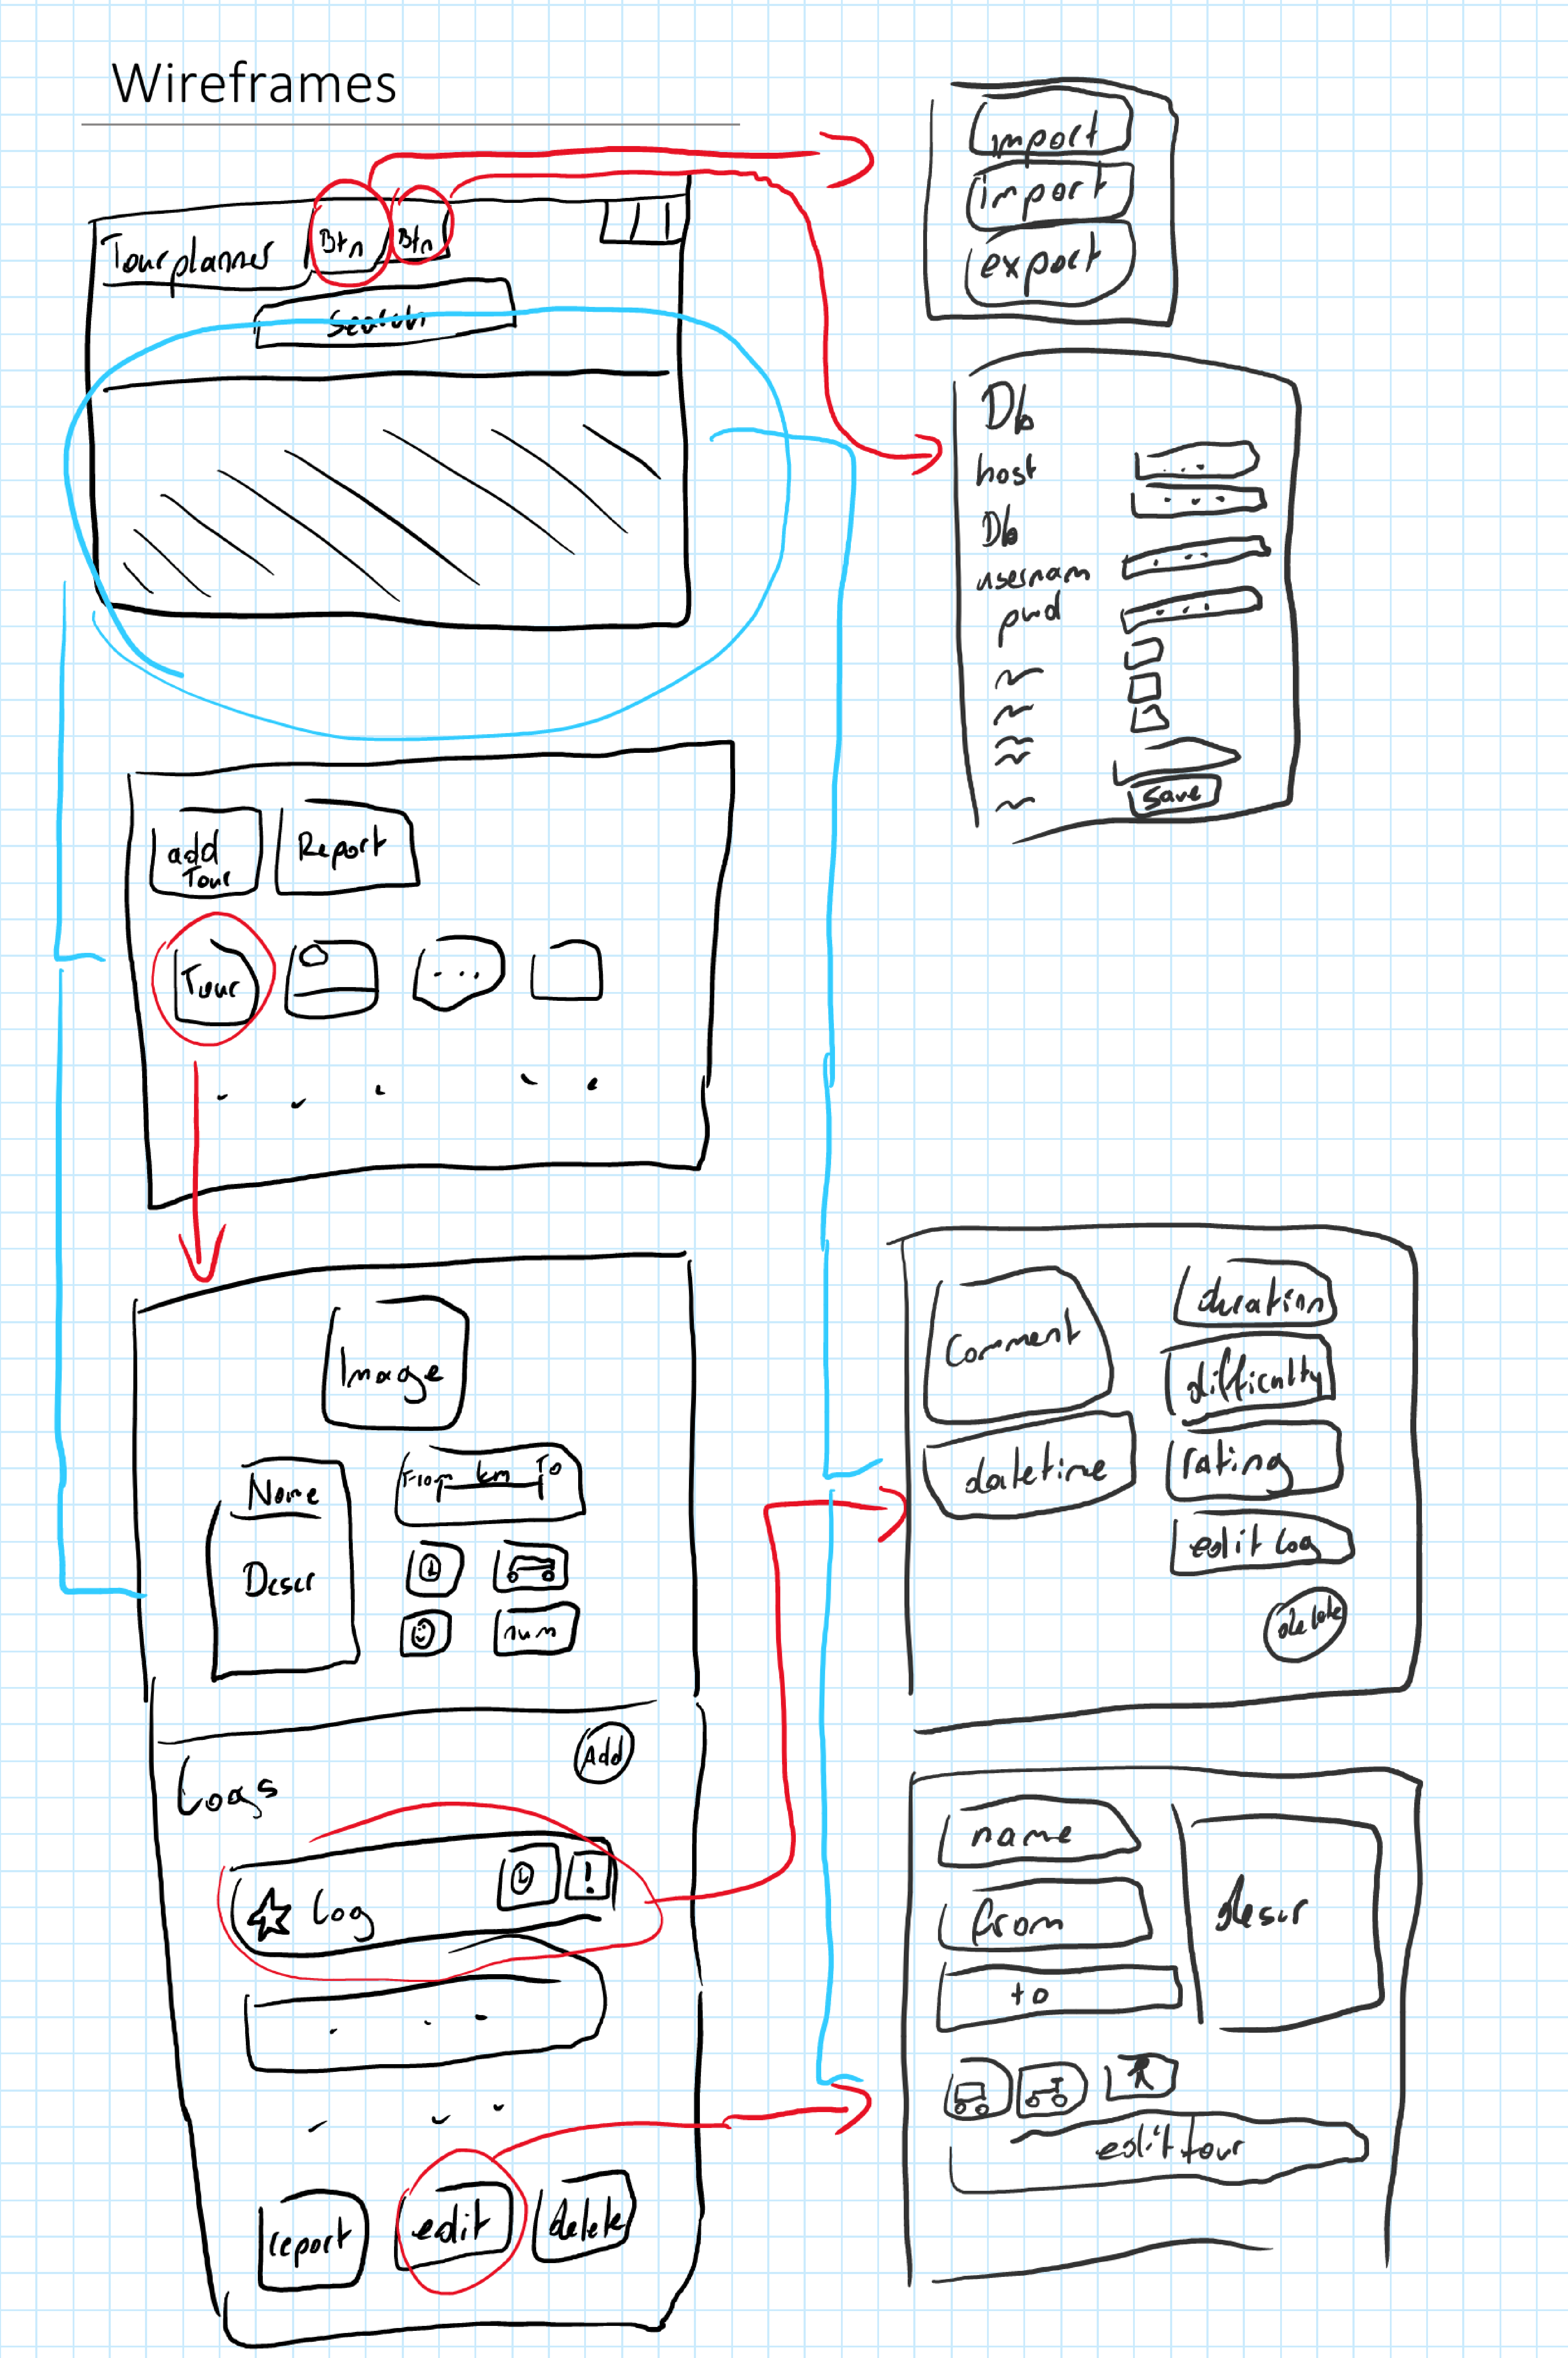 Wireframes
Tourplanner
Btn
Btn
Search
import
import
export
Db
host
Db
usernam
pwd
save
add
Tour
Report
Tour
Image
Name
Descr
From km To
num
Logs
Add
Log
report
edit
delete
Comment
datetime
duration
difficulty
rating
edit log
delete
name
from
to
descr
edit tour